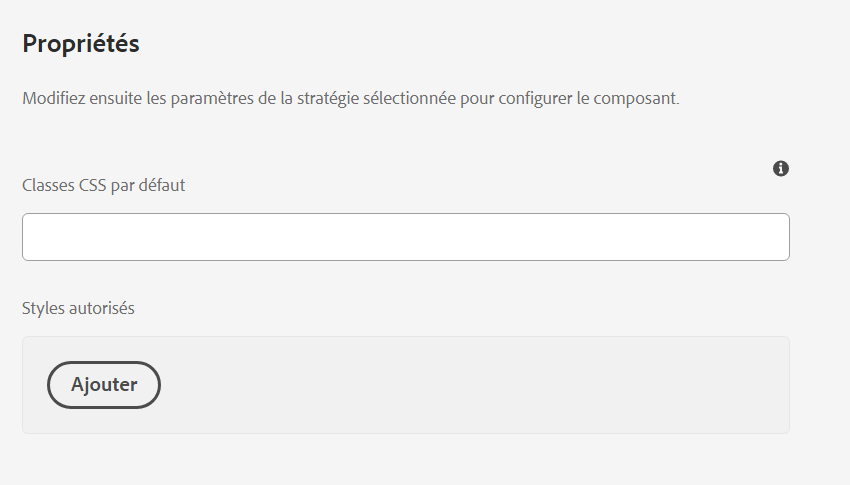 Propriétés
Modifiez ensuite les paramètres de la stratégie sélectionnée pour configurer le composant.
Classes CSS par défaut
Styles autorisés
Ajouter